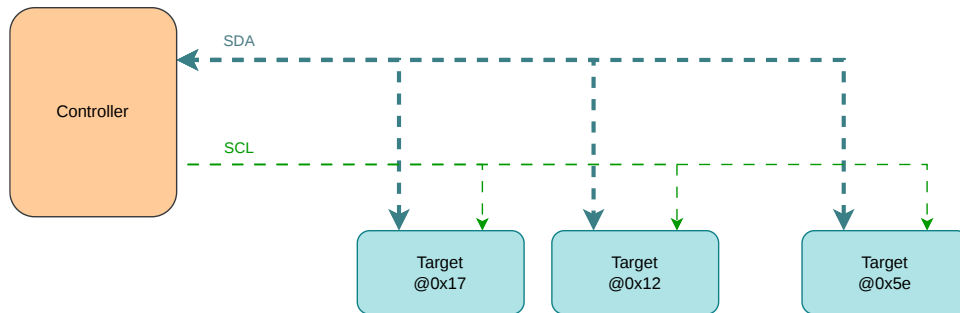 SDA
Controller
SCL
Target
@0x17
Target
@0x12
Target
@0x5e